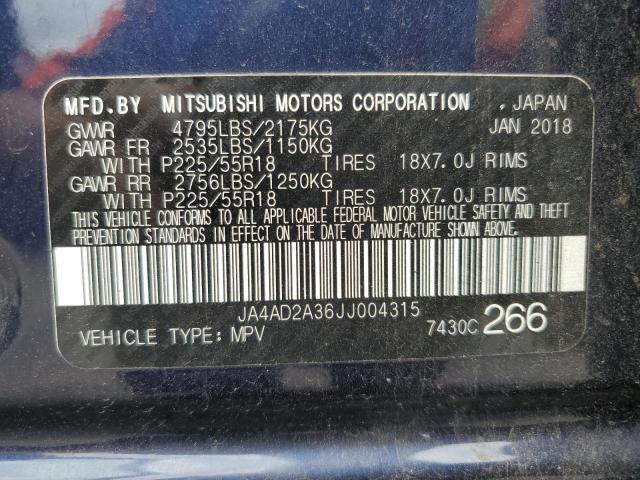 MFD.BY MITSUBISHI MOTORS CORPORATION . JAPAN
GVWR 4795LBS/2175KG JAN 2018
GAWR FR 2535LBS/1150KG
WITH P225/55R18 TIRES 18X7.0J RIMS
GAWR RR 2756LBS/1250KG
WITH P225/55R18 TIRES 18X7.0J RIMS
THIS VEHICLE CONFORMS TO ALL APPLICABLE FEDERAL MOTOR VEHICLE SAFETY AND THEFT
PREVENTION STANDARDS IN EFFECT ON THE DATE OF MANUFACTURE SHOWN ABOVE.
JA4AD2A36JJ004315
VEHICLE TYPE:MPV 7430C 266